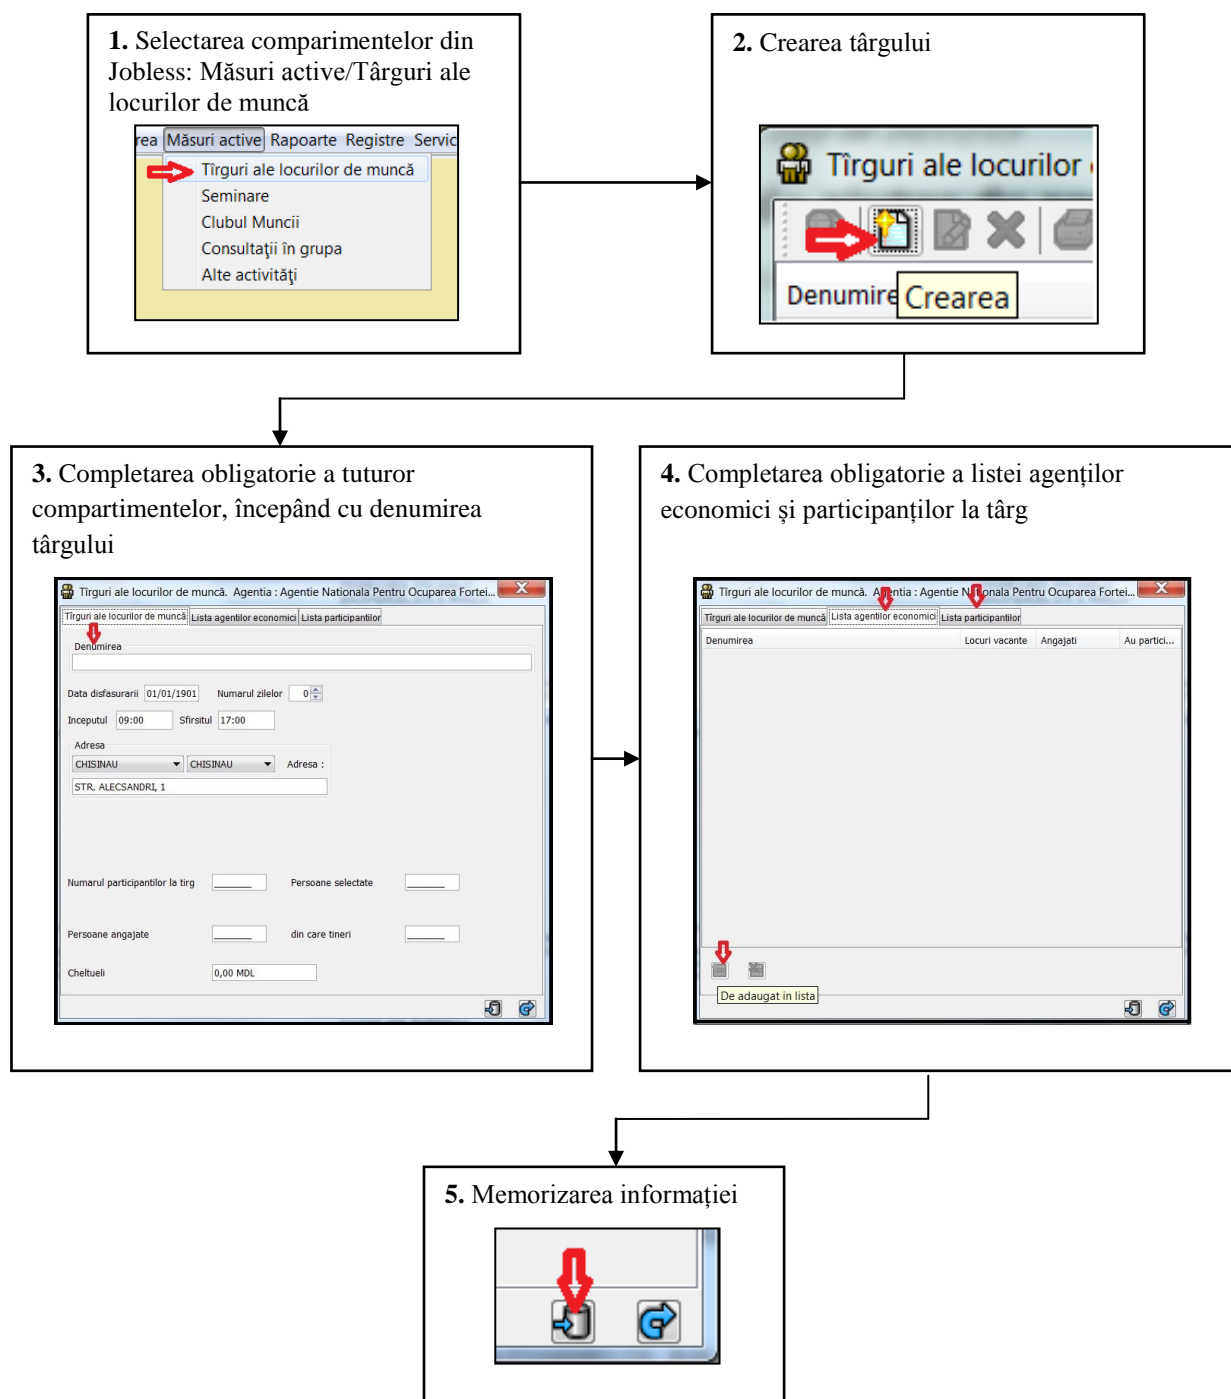 1. Selectarea comparimentelor din
Jobless: Măsuri active/Târguri ale
locurilor de muncă
rea Măsuri active Rapoarte Registre Servic
Tîrguri ale locurilor de muncă
Seminare
Clubul Muncii
Consultaţii în grupa
Alte activităţi
2. Crearea târgului
Tîrguri ale locurilor
Denumire
Crearea
3. Completarea obligatorie a tuturor
compartimentelor, începând cu denumirea
târgului
Tîrguri ale locurilor de muncă. Agentia : Agentie Nationala Pentru Ocuparea Fortei...
Tîrguri ale locurilor de muncă Lista agentilor economici Lista participantilor
Denumirea
Data disfasurarii 01/01/1901 Numarul zilelor 0
Inceputul 09:00 Sfirsitul 17:00
Adresa
CHISINAU CHISINAU Adresa :
STR. ALECSANDRI, 1
Numarul participantilor la tirg Persoane selectate
Persoane angajate din care tineri
Cheltueli 0,00 MDL
4. Completarea obligatorie a listei agenților
economici și participanților la târg
Tîrguri ale locurilor de muncă. Agentia : Agentie Nationala Pentru Ocuparea Fortei...
Tîrguri ale locurilor de muncă Lista agentilor economici Lista participantilor
Denumirea Locuri vacante Angajati Au partici...
De adaugat in lista
5. Memorizarea informației